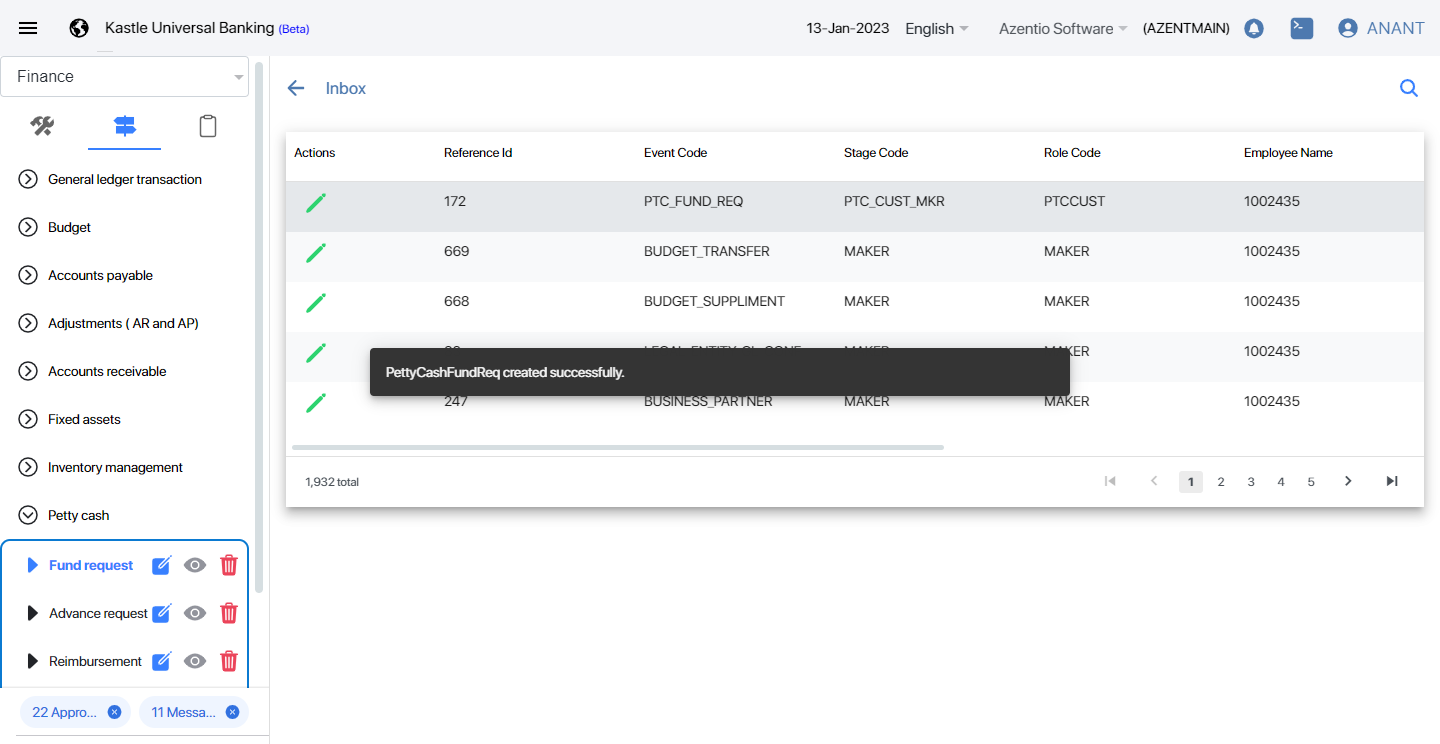 Kastle Universal Banking (Beta)
13-Jan-2023 English Azentio Software (AZENTMAIN) ANANT
Finance
General ledger transaction
Budget
Accounts payable
Adjustments ( AR and AP)
Accounts receivable
Fixed assets
Inventory management
Petty cash
Fund request
Advance request
Reimbursement
22 Appro... 11 Messa...
Inbox
Actions Reference Id Event Code Stage Code Role Code Employee Name
172 PTC_FUND_REQ PTC_CUST_MKR PTCCUST 1002435
669 BUDGET_TRANSFER MAKER MAKER 1002435
668 BUDGET_SUPPLIMENT MAKER MAKER 1002435
1002435
PettyCashFundReq created successfully.
247 BUSINESS_PARTNER MAKER MAKER 1002435
1,932 total 1 2 3 4 5